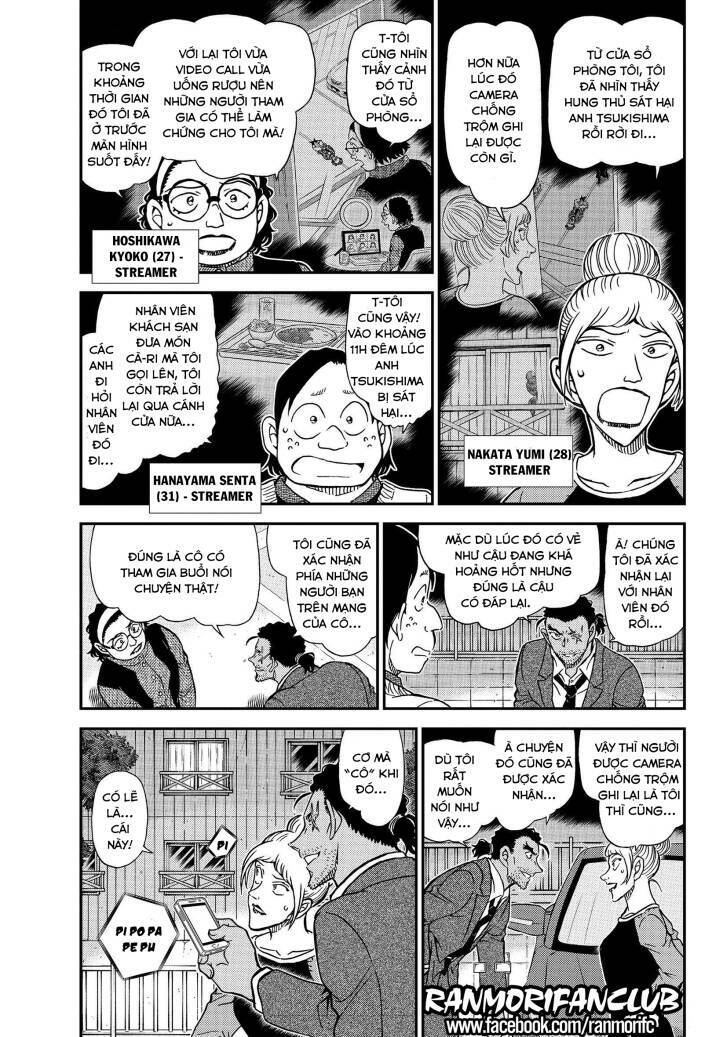 TỪ CỬA SỔ
PHÒNG TÔI, TÔI
ĐÃ NHÌN THẤY
HUNG THỦ SÁT HẠI
ANH TSUKISHIMA
RỒI RỜI ĐI...
HƠN NỮA
LÚC ĐÓ
CAMERA
CHỐNG
TRỘM GHI
LẠI ĐƯỢC
CÒN GÌ.
NAKATA YUMI (28)
STREAMER
T-TÔI
CŨNG NHÌN
THẤY CẢNH
ĐÓ TỪ
CỬA SỔ
PHÒNG...
VỚI LẠI TÔI VỪA
VIDEO CALL VỪA
UỐNG RƯỢU NÊN
NHỮNG NGƯỜI THAM
GIA CÓ THỂ LÀM
CHỨNG CHO TÔI MÀ!
TRONG
KHOẢNG
THỜI GIAN
ĐÓ TÔI ĐÃ
Ở TRƯỚC
MÀN HÌNH
SUỐT ĐẤY!
HOSHIKAWA
KYOKO (27) -
STREAMER
T-TÔI
CŨNG VẬY!
VÀO KHOẢNG
11H ĐÊM LÚC
ANH
TSUKISHIMA
BỊ SÁT
HẠI...
NHÂN VIÊN
KHÁCH SẠN
ĐƯA MÓN
CÀ-RI MÀ TÔI
GỌI LÊN, TÔI
CÒN TRẢ LỜI
LẠI QUA CÁNH
CỬA NỮA...
CÁC
ANH
ĐI HỎI
NHÂN
VIÊN
ĐÓ
ĐI...
HANAYAMA SENTA
(31) - STREAMER
À! CHÚNG
TÔI ĐÃ
XÁC NHẬN
LẠI VỚI
NHÂN
VIÊN ĐÓ
RỒI...
MẶC DÙ LÚC ĐÓ CÓ VẺ
NHƯ CẬU ĐANG KHÁ
HOẢNG HỐT NHƯNG
ĐÚNG LÀ CẬU
CÓ ĐÁP LẠI.
TÔI CŨNG ĐÃ
XÁC NHẬN
PHÍA NHỮNG
NGƯỜI BẠN
TRÊN MẠNG
CỦA CÔ...
ĐÚNG LÀ CÔ CÓ
THAM GIA BUỔI NÓI
CHUYỆN THẬT!
VẬY THÌ NGƯỜI
ĐƯỢC CAMERA
CHỐNG TRỘM
GHI LẠI LÀ TÔI
THÌ CŨNG...
À CHUYỆN ĐÓ
CŨNG ĐÃ
ĐƯỢC XÁC
NHẬN...
DÙ TÔI
RẤT
MUỐN
NÓI NHƯ
VẬY...
CƠ MÀ
"CÔ" KHI
ĐÓ...
CÓ LẼ
LÀ...
CÁI
NÀY!
PI
PI PO PA
PE PU
RANMORIFANCLUB
www.facebook.com/ranmorifc